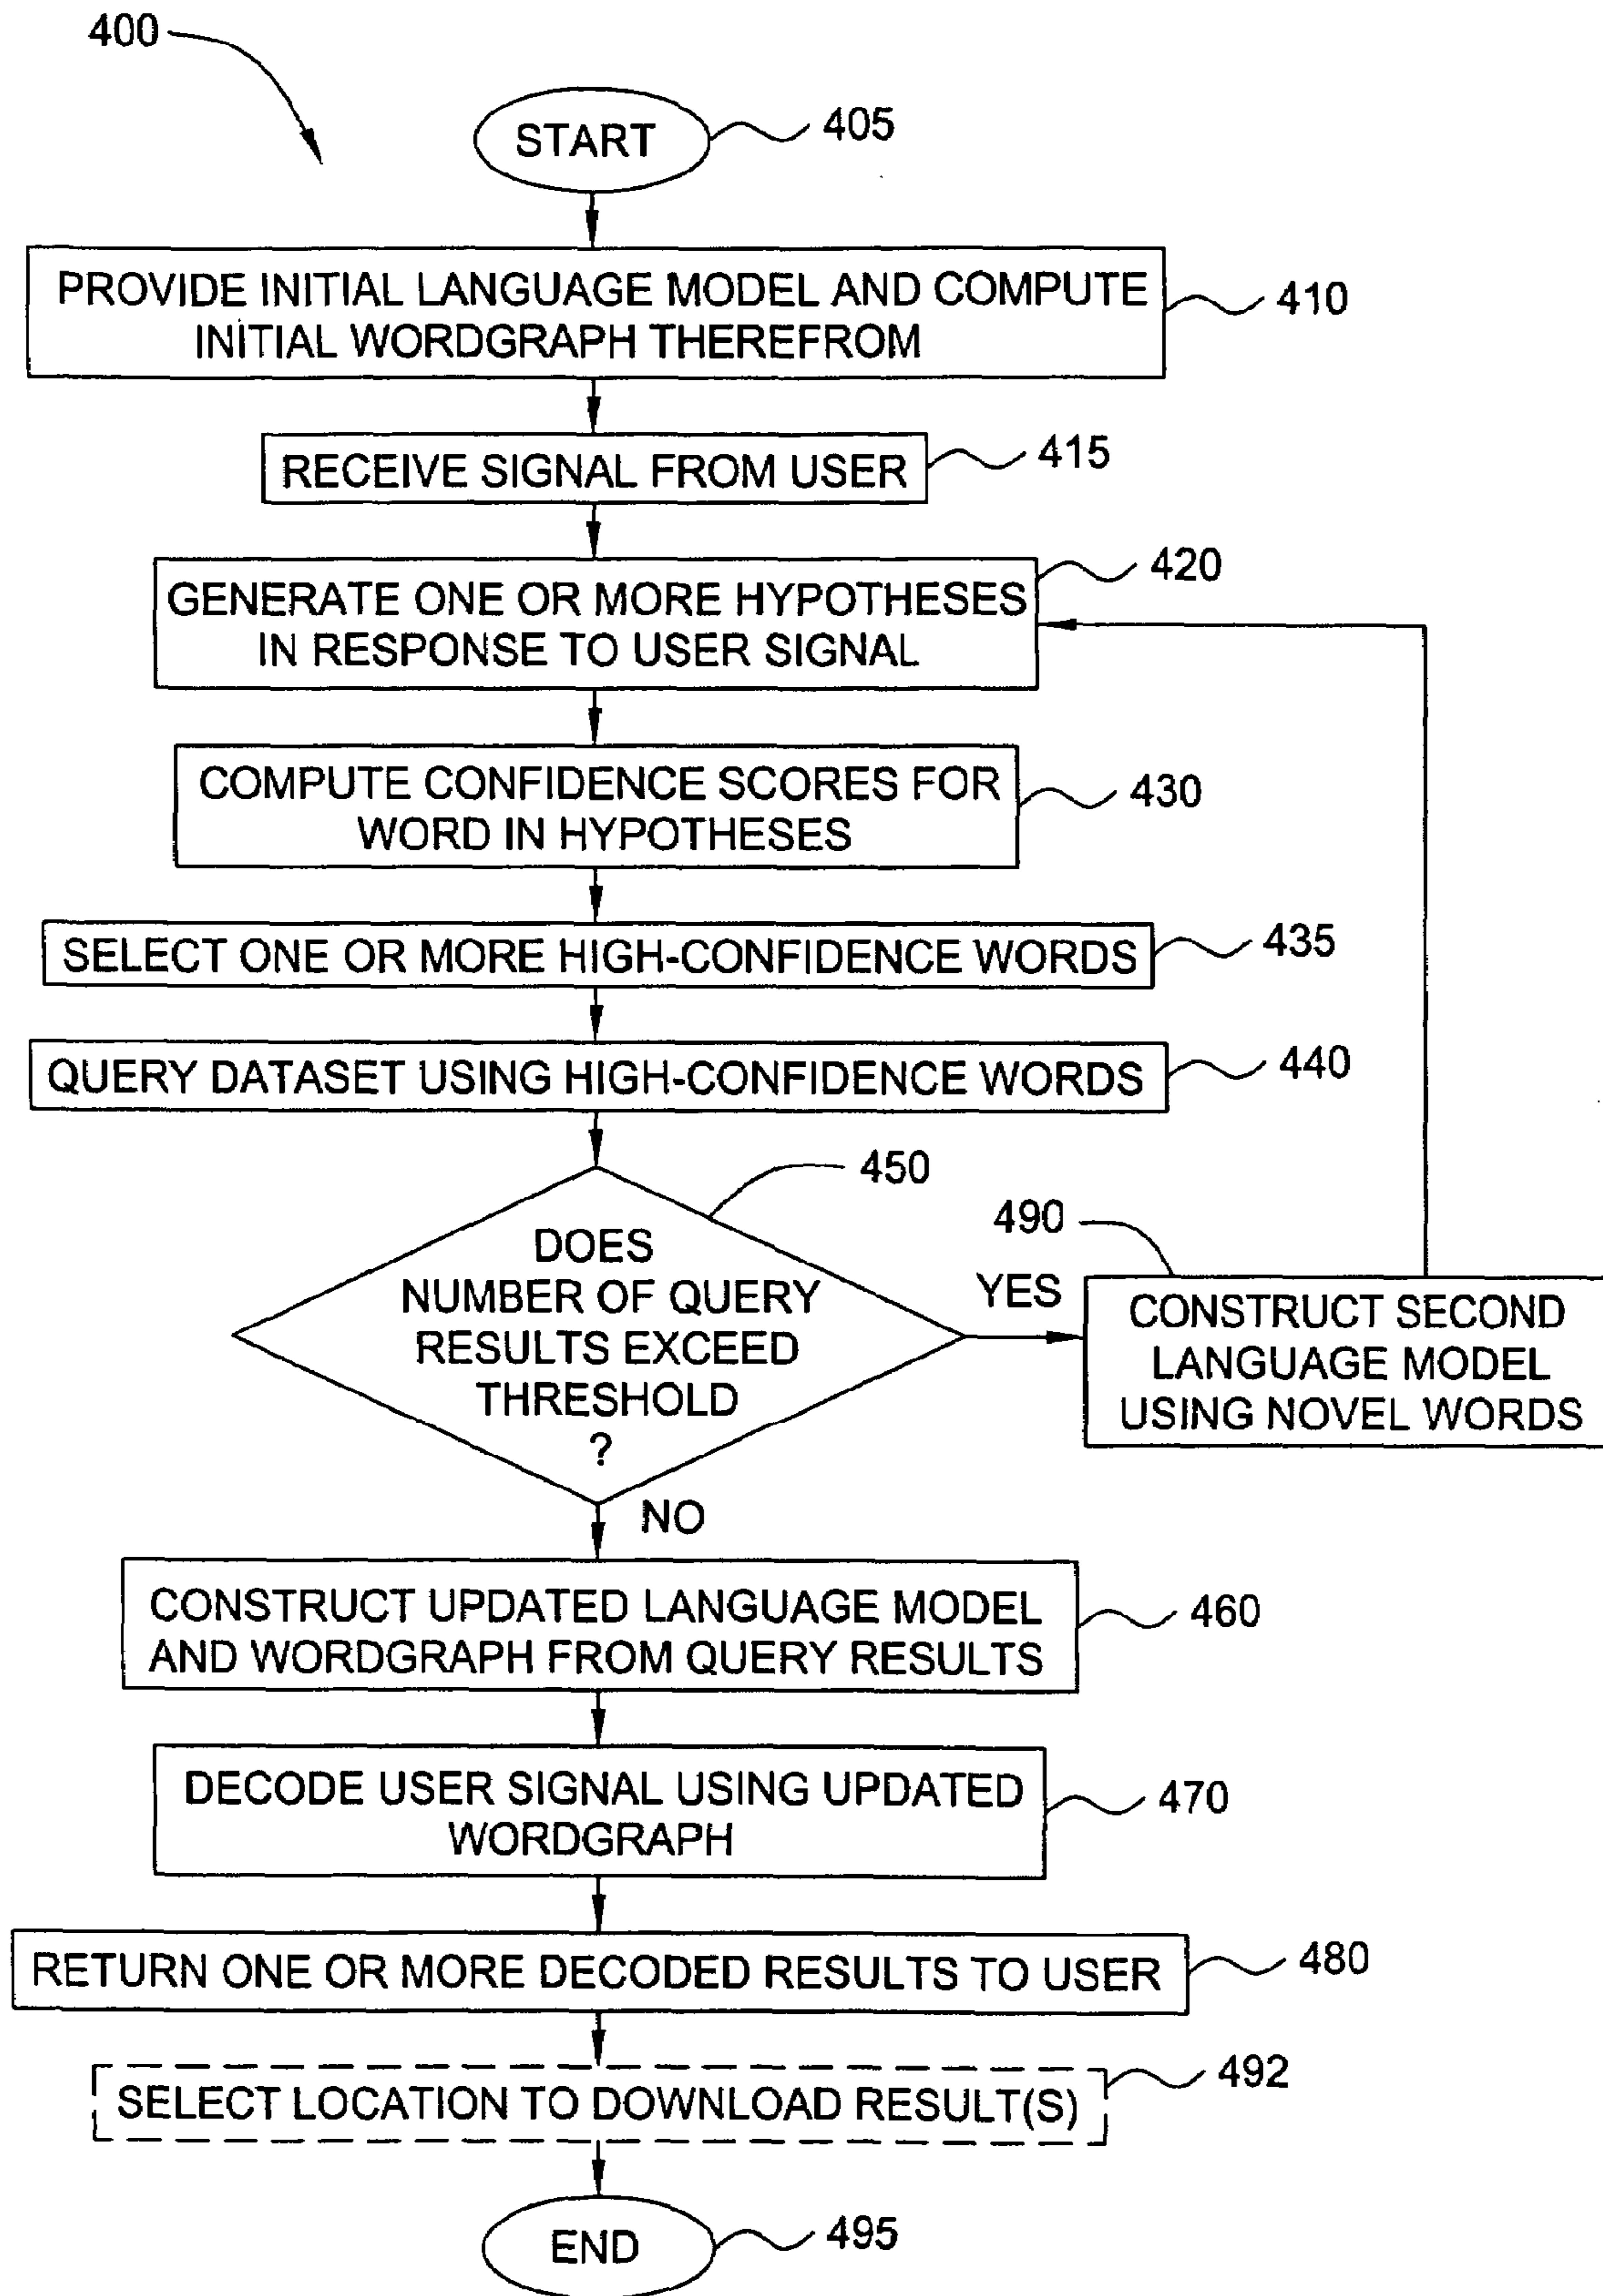 400
START
405
PROVIDE INITIAL LANGUAGE MODEL AND COMPUTE
INITIAL WORDGRAPH THEREFROM
410
RECEIVE SIGNAL FROM USER
415
GENERATE ONE OR MORE HYPOTHESES
IN RESPONSE TO USER SIGNAL
420
COMPUTE CONFIDENCE SCORES FOR
WORD IN HYPOTHESES
430
SELECT ONE OR MORE HIGH-CONFIDENCE WORDS
435
QUERY DATASET USING HIGH-CONFIDENCE WORDS
440
DOES
NUMBER OF QUERY
RESULTS EXCEED
THRESHOLD
?
450
YES
490
CONSTRUCT SECOND
LANGUAGE MODEL
USING NOVEL WORDS
NO
CONSTRUCT UPDATED LANGUAGE MODEL
AND WORDGRAPH FROM QUERY RESULTS
460
DECODE USER SIGNAL USING UPDATED
WORDGRAPH
470
RETURN ONE OR MORE DECODED RESULTS TO USER
480
SELECT LOCATION TO DOWNLOAD RESULT(S)
492
END
495